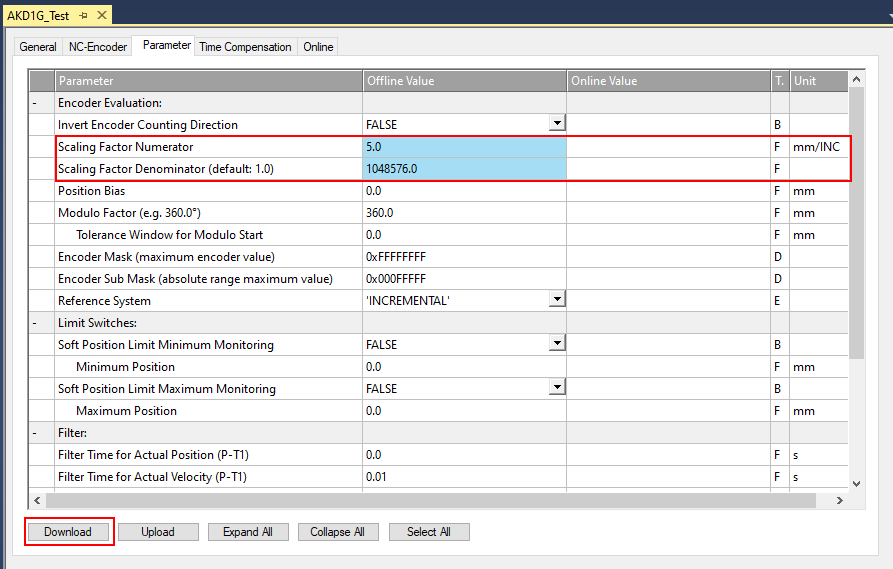 AKD1G_Test
General NC-Encoder Parameter Time Compensation Online
Parameter Offline Value Online Value T. Unit
- Encoder Evaluation:
Invert Encoder Counting Direction FALSE B
Scaling Factor Numerator 5.0 F mm/INC
Scaling Factor Denominator (default: 1.0) 1048576.0 F
Position Bias 0.0 F mm
Modulo Factor (e.g. 360.0°) 360.0 F mm
Tolerance Window for Modulo Start 0.0 F mm
Encoder Mask (maximum encoder value) 0xFFFFFFFF D
Encoder Sub Mask (absolute range maximum value) 0x000FFFFF D
Reference System 'INCREMENTAL' E
- Limit Switches:
Soft Position Limit Minimum Monitoring FALSE B
Minimum Position 0.0 F mm
Soft Position Limit Maximum Monitoring FALSE B
Maximum Position 0.0 F mm
- Filter:
Filter Time for Actual Position (P-T1) 0.0 F s
Filter Time for Actual Velocity (P-T1) 0.01 F s
Download Upload Expand All Collapse All Select All